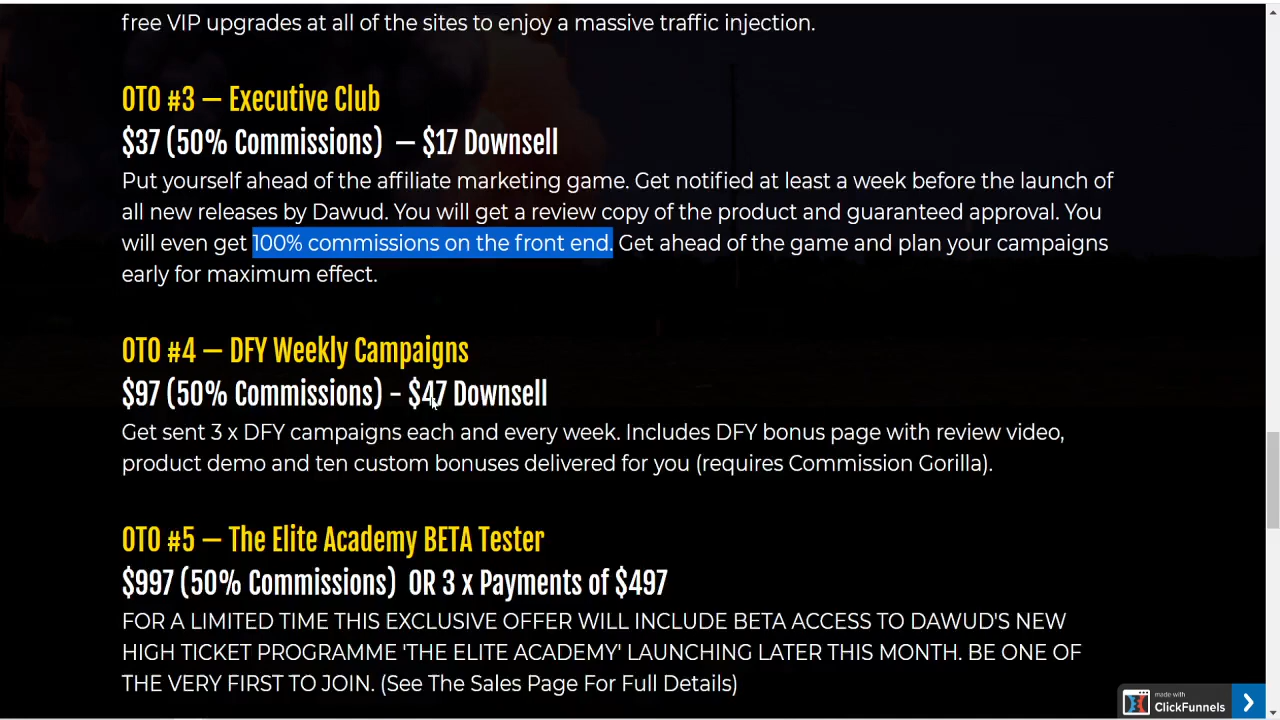 free VIP upgrades at all of the sites to enjoy a massive traffic injection.
OTO #3 – Executive Club
$37 (50% Commissions) – $17 Downsell
Put yourself ahead of the affiliate marketing game. Get notified at least a week before the launch of
all new releases by Dawud. You will get a review copy of the product and guaranteed approval. You
will even get 100% commissions on the front end. Get ahead of the game and plan your campaigns
early for maximum effect.
OTO #4 – DFY Weekly Campaigns
$97 (50% Commissions) - $47 Downsell
Get sent 3 x DFY campaigns each and every week. Includes DFY bonus page with review video,
product demo and ten custom bonuses delivered for you (requires Commission Gorilla).
OTO #5 – The Elite Academy BETA Tester
$997 (50% Commissions) OR 3 x Payments of $497
FOR A LIMITED TIME THIS EXCLUSIVE OFFER WILL INCLUDE BETA ACCESS TO DAWUD'S NEW
HIGH TICKET PROGRAMME 'THE ELITE ACADEMY' LAUNCHING LATER THIS MONTH. BE ONE OF
THE VERY FIRST TO JOIN. (See The Sales Page For Full Details)
made with
ClickFunnels